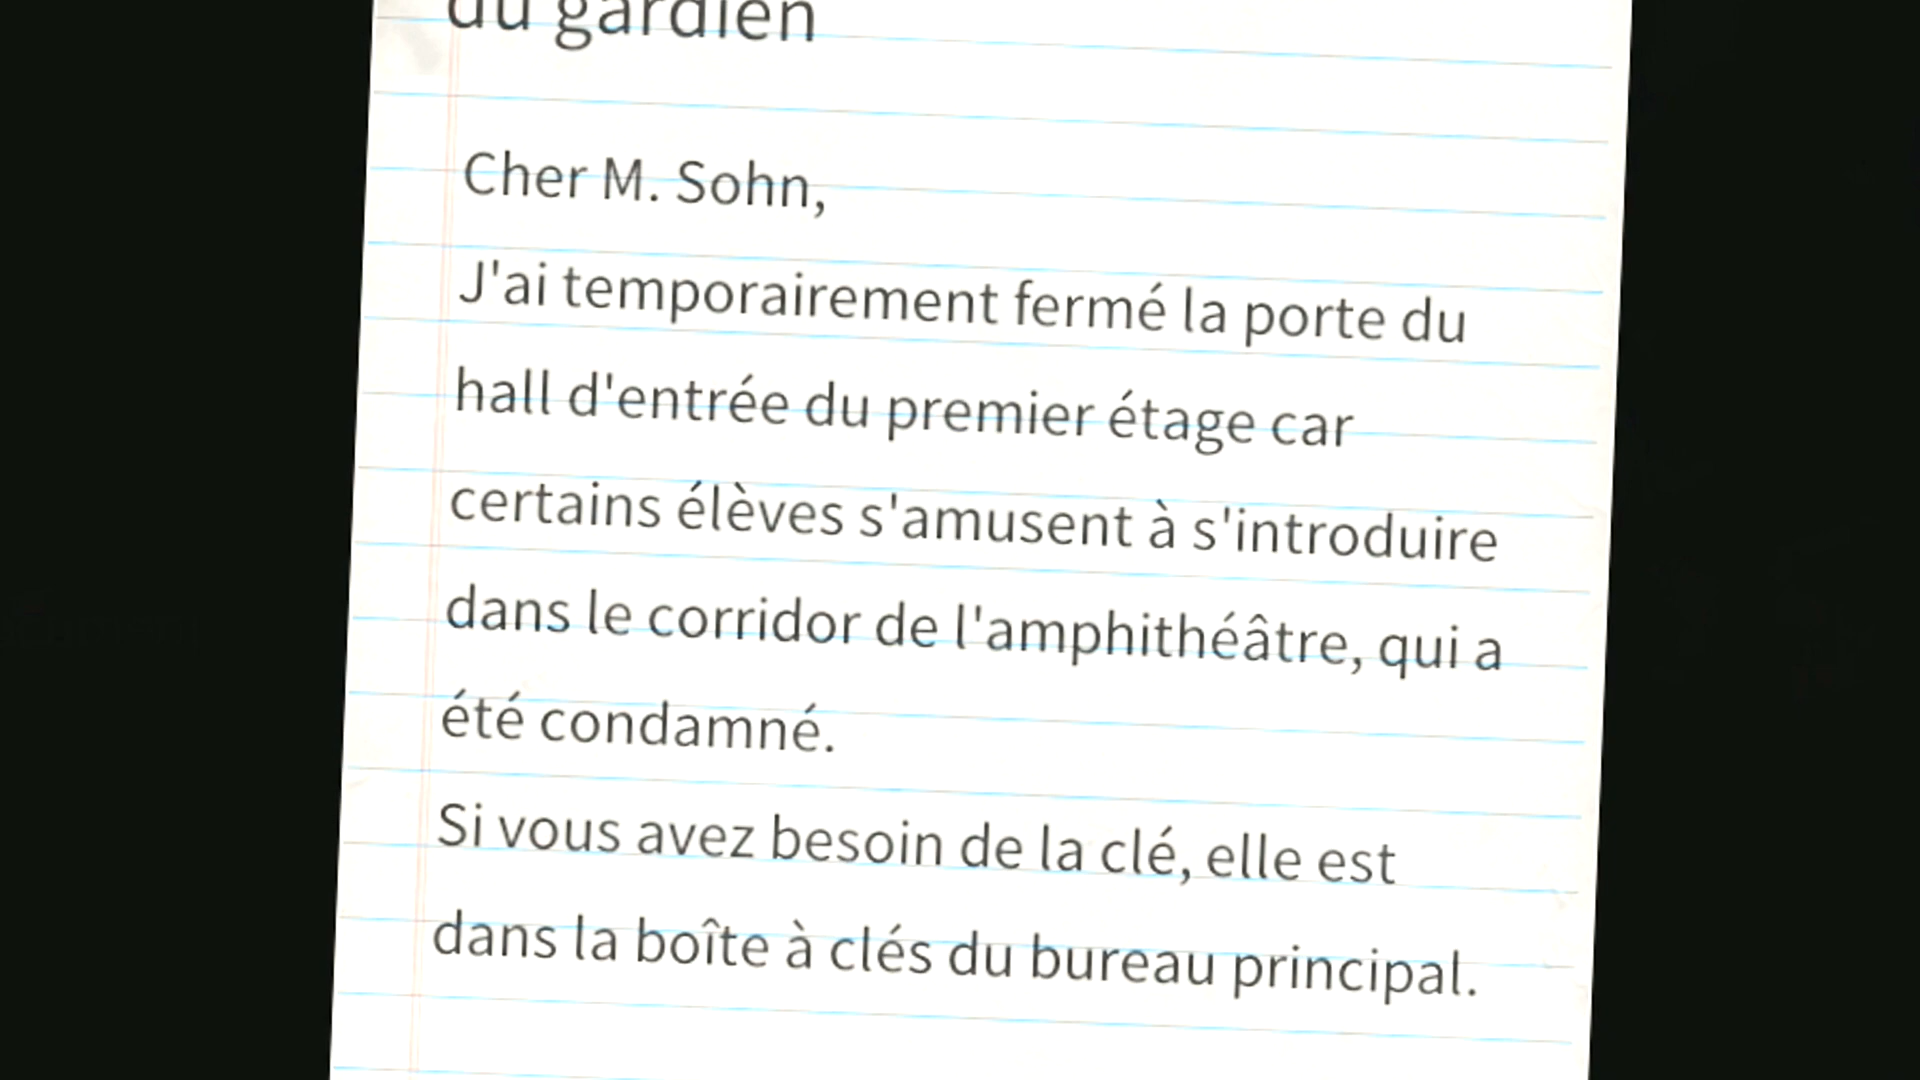 du gardien
Cher M. Sohn,
J'ai temporairement fermé la porte du
hall d'entrée du premier étage car
certains élèves s'amusent à s'introduire
dans le corridor de l'amphithéâtre, qui a
été condamné.
Si vous avez besoin de la clé, elle est
dans la boîte à clés du bureau principal.